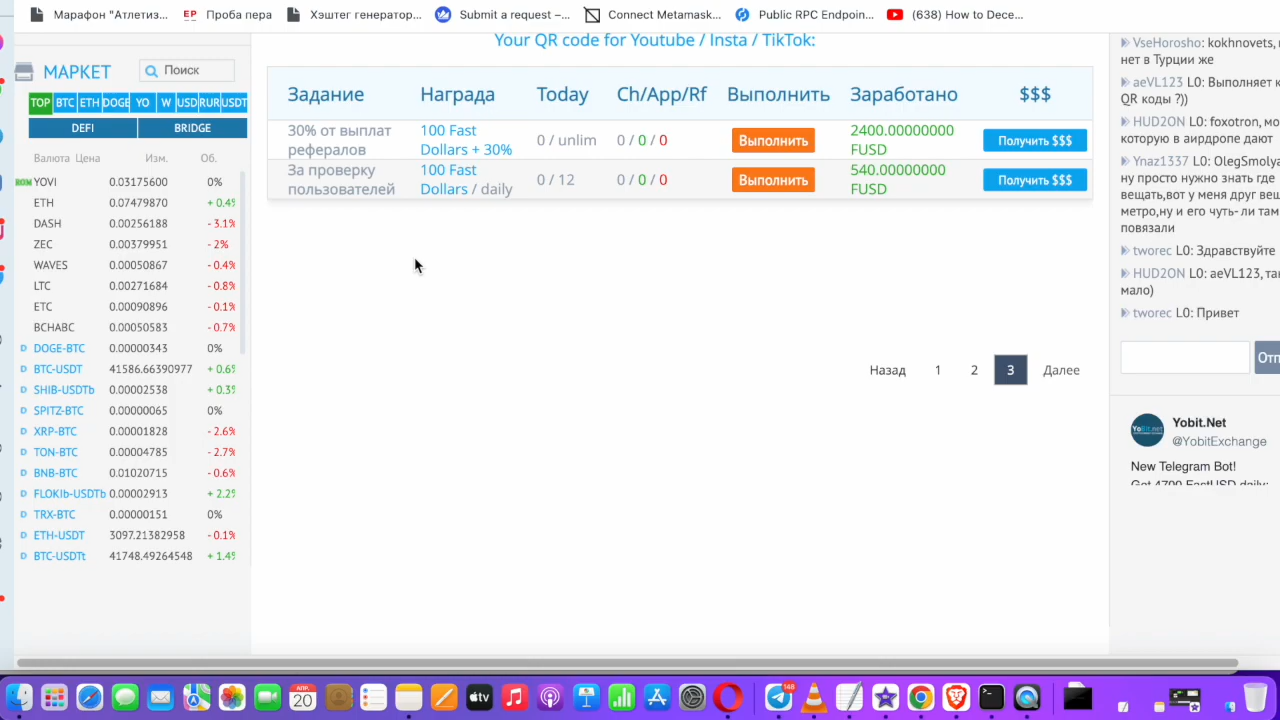 Марафон "Атлетиз...
EP Проба пера
Хэштег генератор...
Submit a request –...
Connect Metamask...
Public RPC Endpoin...
(638) How to Dece...
МАРКЕТ
Поиск
TOP BTC ETH DOGE YO W USD RUR USDT
DEFI BRIDGE
Валюта Цена Изм. Об.
YOVI 0.03175600 0%
ETH 0.07479870 + 0.4%
DASH 0.00256188 - 3.1%
ZEC 0.00379951 - 2%
WAVES 0.00050867 - 0.4%
LTC 0.00271684 - 0.8%
ETC 0.00090896 - 0.1%
BCHABC 0.00050583 - 0.7%
D DOGE-BTC 0.00000343 0%
D BTC-USDT 41586.66390977 + 0.6%
D SHIB-USDTb 0.00002538 + 0.3%
D SPITZ-BTC 0.00000065 0%
D XRP-BTC 0.00001828 - 2.6%
D TON-BTC 0.00004785 - 2.7%
D BNB-BTC 0.01020715 - 0.6%
D FLOKIb-USDTb 0.00002913 + 2.2%
D TRX-BTC 0.00000151 0%
D ETH-USDT 3097.21382958 - 0.1%
D BTC-USDTt 41748.49264548 + 1.4%
Your QR code for Youtube / Insta / TikTok:
Задание Награда Today Ch/App/Rf Выполнить Заработано $$$
30% от выплат рефералов 100 Fast Dollars + 30% 0 / unlim 0 / 0 / 0 Выполнить 2400.00000000 FUSD Получить $$$
За проверку пользователей 100 Fast Dollars / daily 0 / 12 0 / 0 / 0 Выполнить 540.00000000 FUSD Получить $$$
Назад 1 2 3 Далее
VseHorosho: kokhnovets,
нет в Турции же
aeVL123 L0: Выполняет к
QR коды ?))
HUD2ON L0: foxotron, мо
которую в аирдропе дают
Ynaz1337 L0: OlegSmolya
ну просто нужно знать где
вещать,вот у меня друг вещ
метро,ну и его чуть- ли там
повязали
tworec L0: Здравствуйте
HUD2ON L0: aeVL123, та
мало)
tworec L0: Привет
Отп
YoBit.net
Yobit.Net
@YobitExchange
New Telegram Bot!
Get 4700 FastUSD daily:
АПР.
20
tv
148